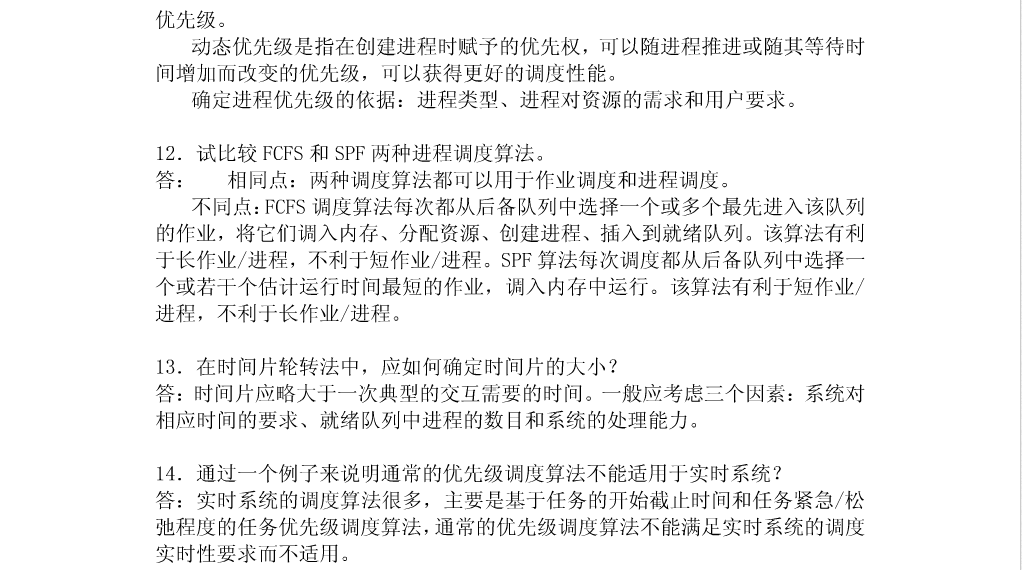 优先级。
动态优先级是指在创建进程时赋予的优先权，可以随进程推进或随其等待时
间增加而改变的优先级，可以获得更好的调度性能。
确定进程优先级的依据：进程类型、进程对资源的需求和用户要求。
12．试比较 FCFS 和 SPF 两种进程调度算法。
答： 相同点：两种调度算法都可以用于作业调度和进程调度。
不同点：FCFS 调度算法每次都从后备队列中选择一个或多个最先进入该队列
的作业，将它们调入内存、分配资源、创建进程、插入到就绪队列。该算法有利
于长作业/进程，不利于短作业/进程。SPF 算法每次调度都从后备队列中选择一
个或若干个估计运行时间最短的作业，调入内存中运行。该算法有利于短作业/
进程，不利于长作业/进程。
13．在时间片轮转法中，应如何确定时间片的大小？
答：时间片应略大于一次典型的交互需要的时间。一般应考虑三个因素：系统对
相应时间的要求、就绪队列中进程的数目和系统的处理能力。
14．通过一个例子来说明通常的优先级调度算法不能适用于实时系统？
答：实时系统的调度算法很多，主要是基于任务的开始截止时间和任务紧急/松
弛程度的任务优先级调度算法，通常的优先级调度算法不能满足实时系统的调度
实时性要求而不适用。